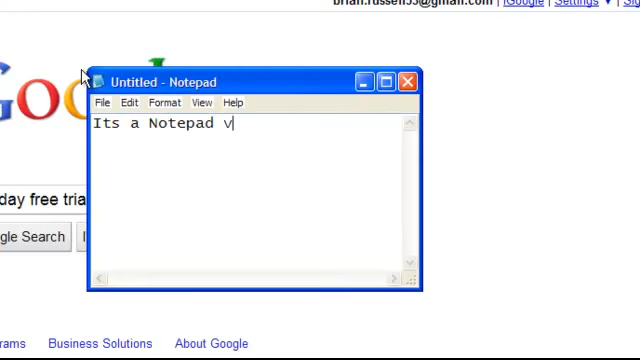 brian.russell33@gmail.com | iGoogle | Settings ▼ |
Untitled - Notepad
File Edit Format View Help
Its a Notepad v
day free tria
gle Search
rams Business Solutions About Google